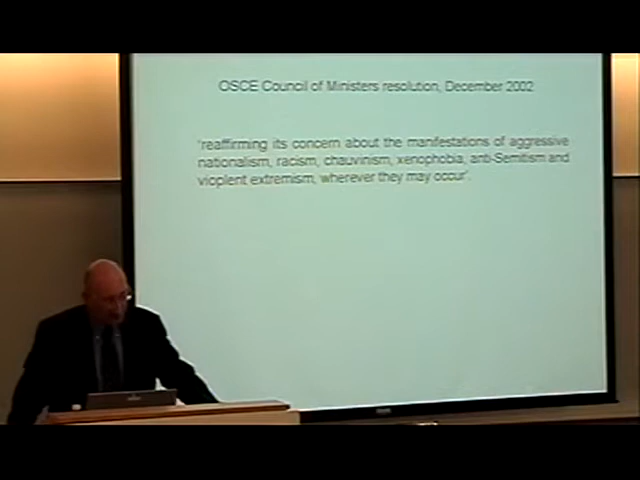 OSCE Council of Ministers resolution, December 2002
'reaffirming its concern about the manifestations of aggressive
nationalism, racism, chauvinism, xenophobia, anti-Semitism and
vioplent extremism, wherever they may occur'.